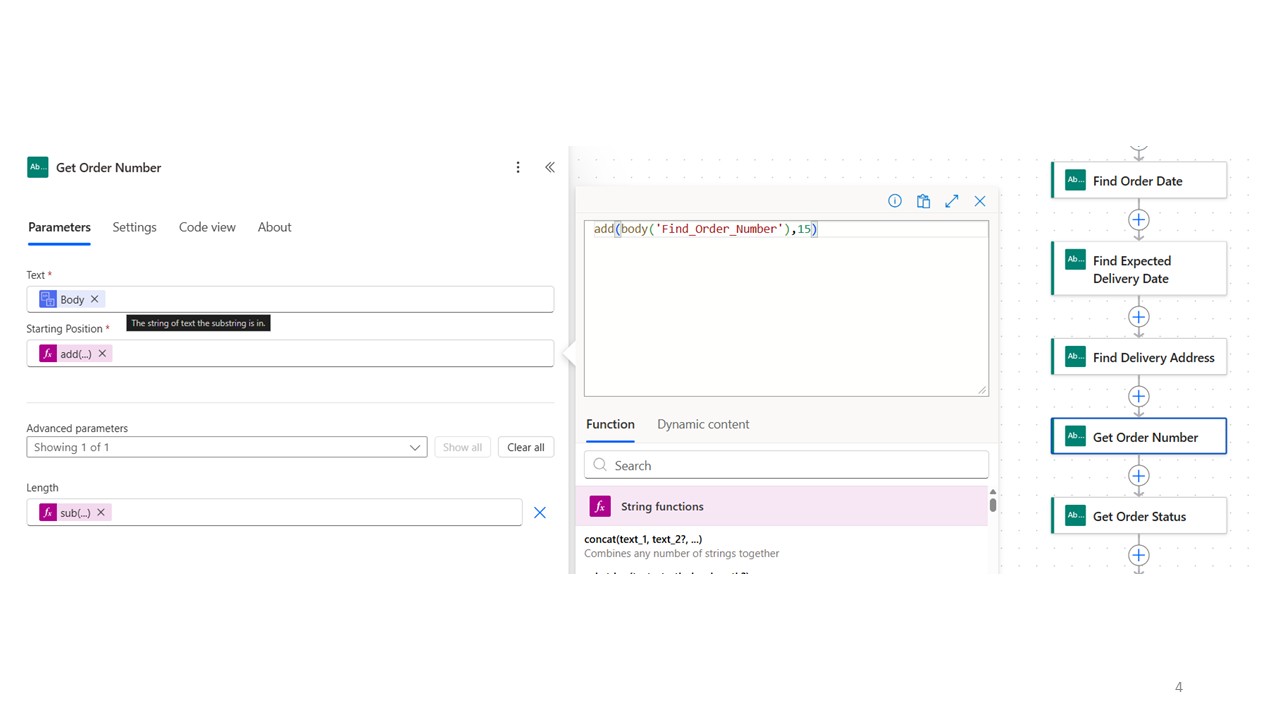 Ab... Get Order Number
Parameters Settings Code view About
Text *
Body
The string of text the substring is in.
Starting Position *
fx add(...)
Advanced parameters
Showing 1 of 1
Show all
Clear all
Length
fx sub(...)
add(body('Find_Order_Number'),15)
Function Dynamic content
Search
fx String functions
concat(text_1, text_2?, ...)
Combines any number of strings together
Ab... Find Order Date
Ab... Find Expected
Delivery Date
Ab... Find Delivery Address
Ab... Get Order Number
Ab... Get Order Status
4